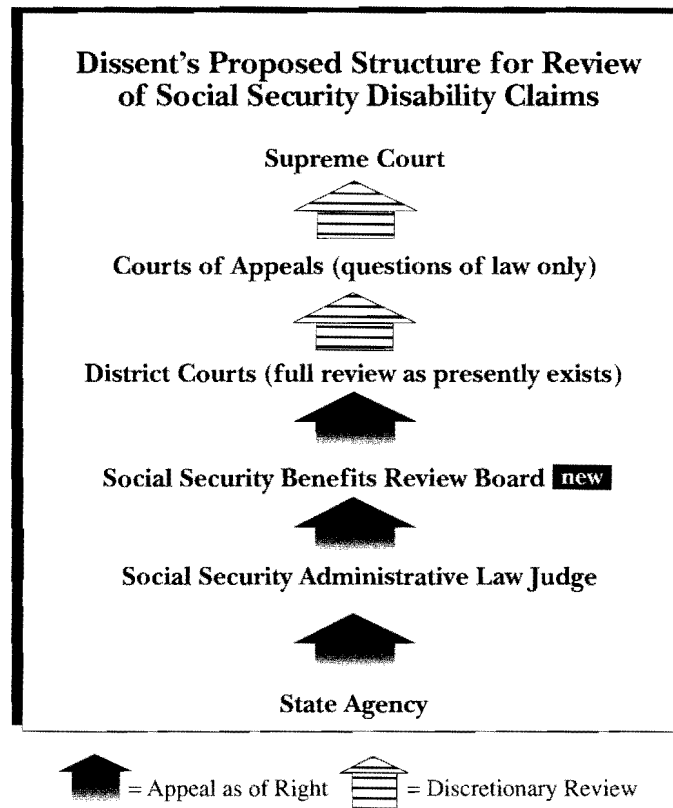 Dissent's Proposed Structure for Review
of Social Security Disability Claims
Supreme Court
Courts of Appeals (questions of law only)
District Courts (full review as presently exists)
Social Security Benefits Review Board new
Social Security Administrative Law Judge
State Agency
= Appeal as of Right = Discretionary Review